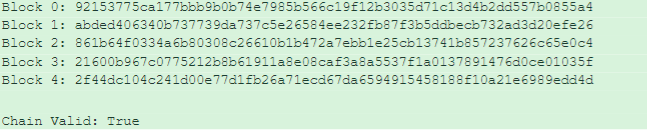 Block 0: 92153775ca177bbb9b0b74e7985b566c19f12b3035d71c13d4b2dd557b0855a4
Block 1: abded406340b737739da737c5e26584ee232fb87f3b5ddbecb732ad3d20efe26
Block 2: 861b64f0334a6b80308c26610b1b472a7ebb1e25cb13741b857237626c65e0c4
Block 3: 21600b967c0775212b8b61911a8e08caf3a8a5537f1a0137891476d0ce01035f
Block 4: 2f44dc104c241d00e77d1fb26a71ecd67da6594915458188f10a21e6989edd4d
Chain Valid: True